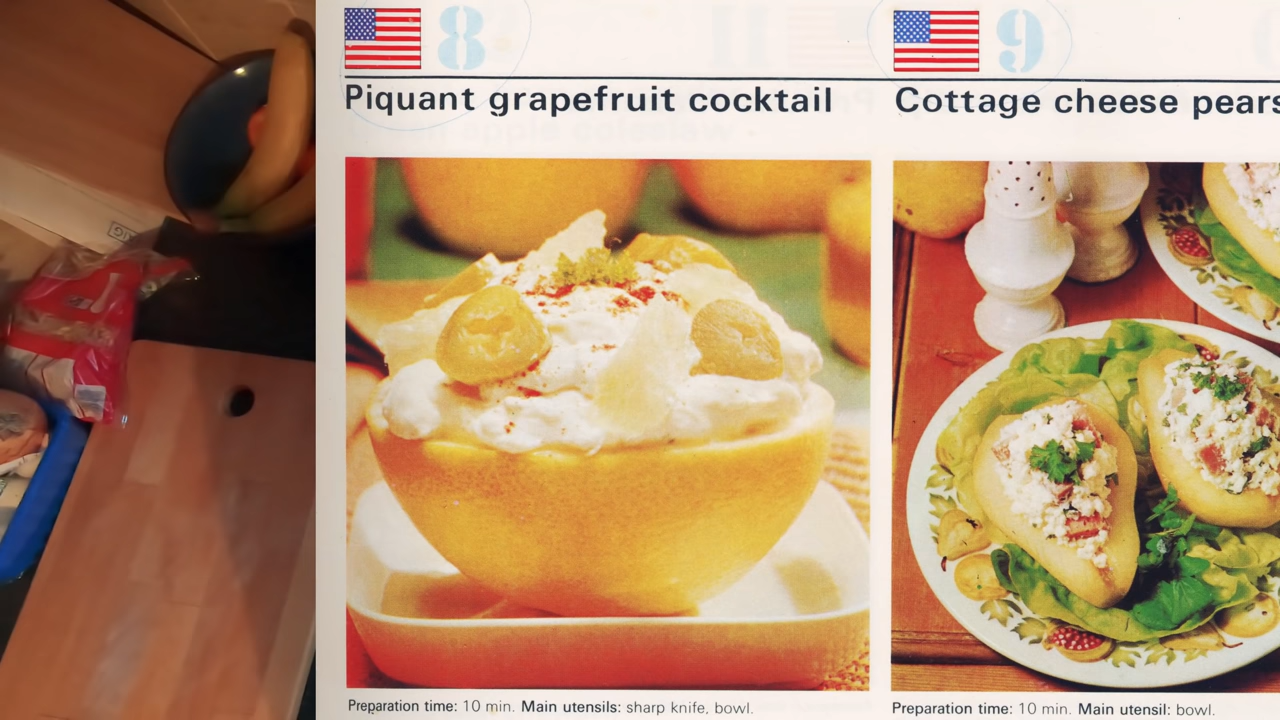 8
9
Piquant grapefruit cocktail
Cottage cheese pears
Preparation time: 10 min. Main utensils: sharp knife, bowl.
Preparation time: 10 min. Main utensil: bowl.